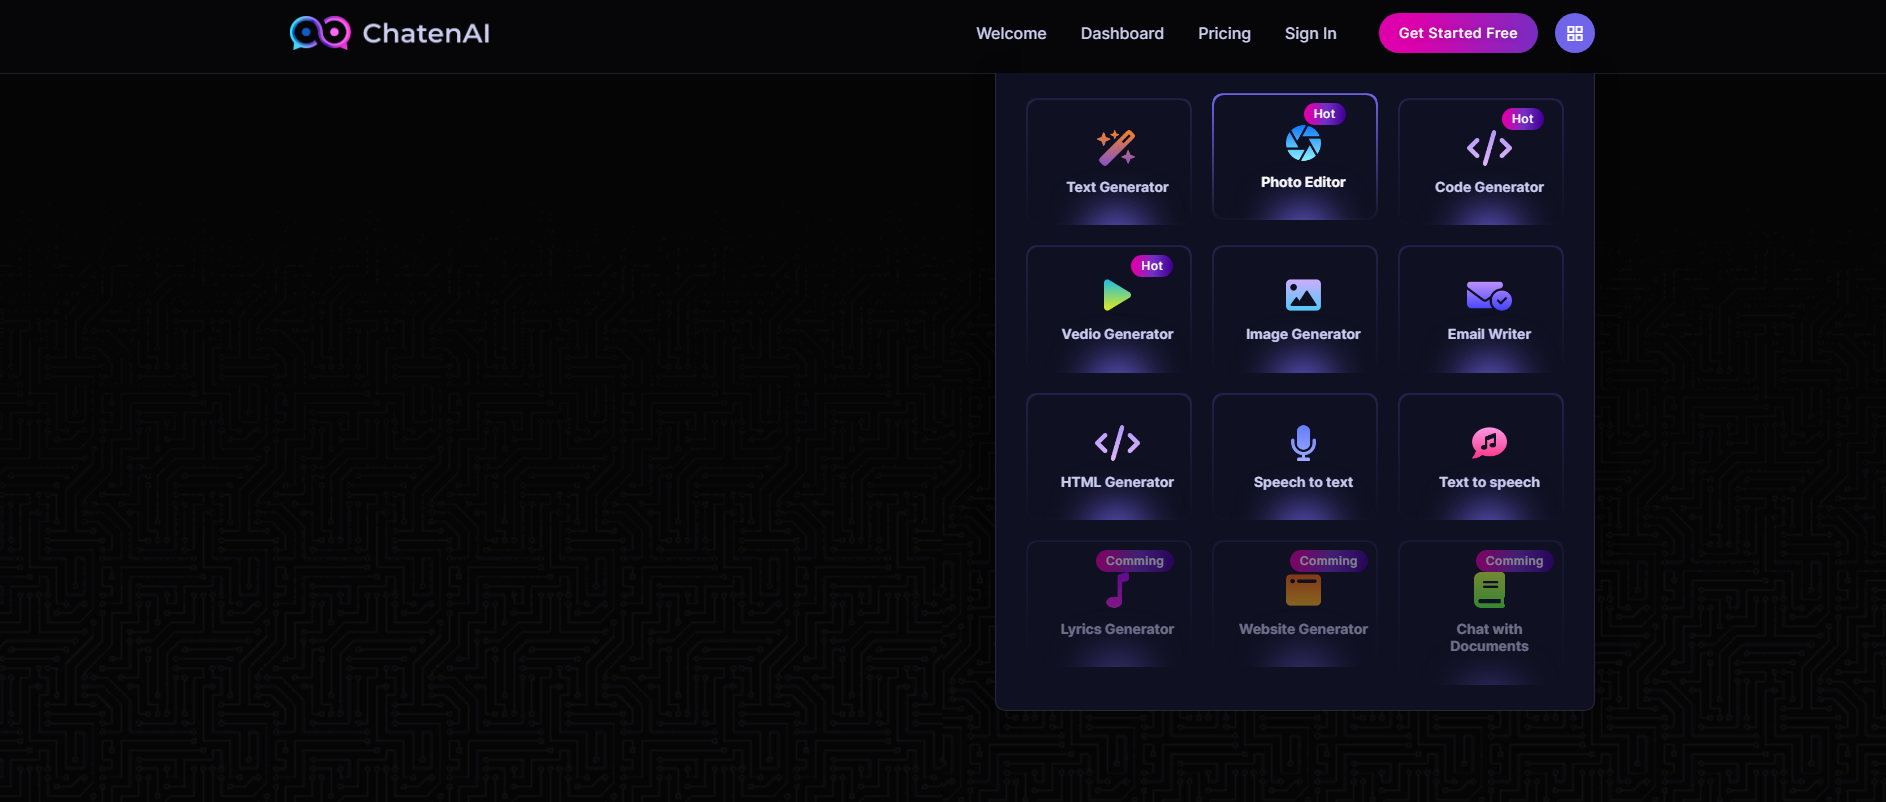 ChatenAI
Welcome
Dashboard
Pricing
Sign In
Get Started Free
Hot
Hot
Text Generator
Photo Editor
Code Generator
Hot
Vedio Generator
Image Generator
Email Writer
HTML Generator
Speech to text
Text to speech
Comming
Comming
Comming
Lyrics Generator
Website Generator
Chat with
Documents